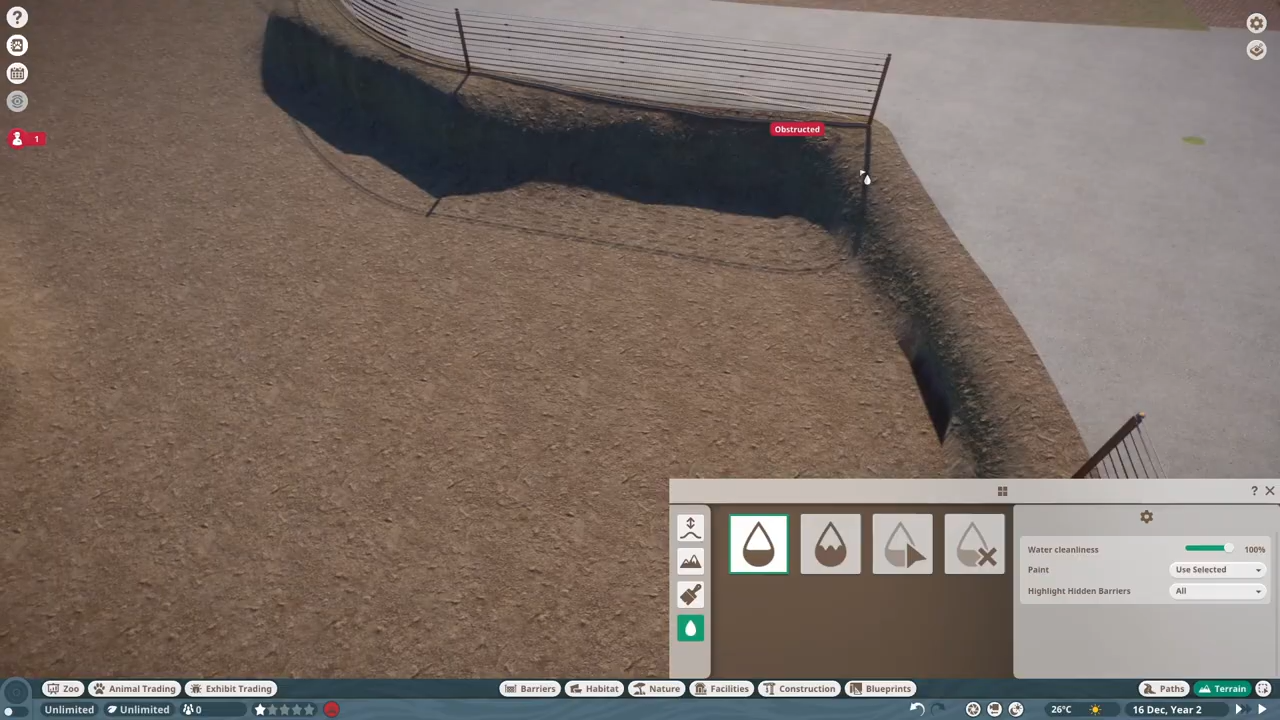 ?
1
Obstructed
?
Water cleanliness 100%
Paint Use Selected
Highlight Hidden Barriers All
Zoo Animal Trading Exhibit Trading Barriers Habitat Nature Facilities Construction Blueprints Paths Terrain
Unlimited Unlimited 0 26°C 16 Dec, Year 2